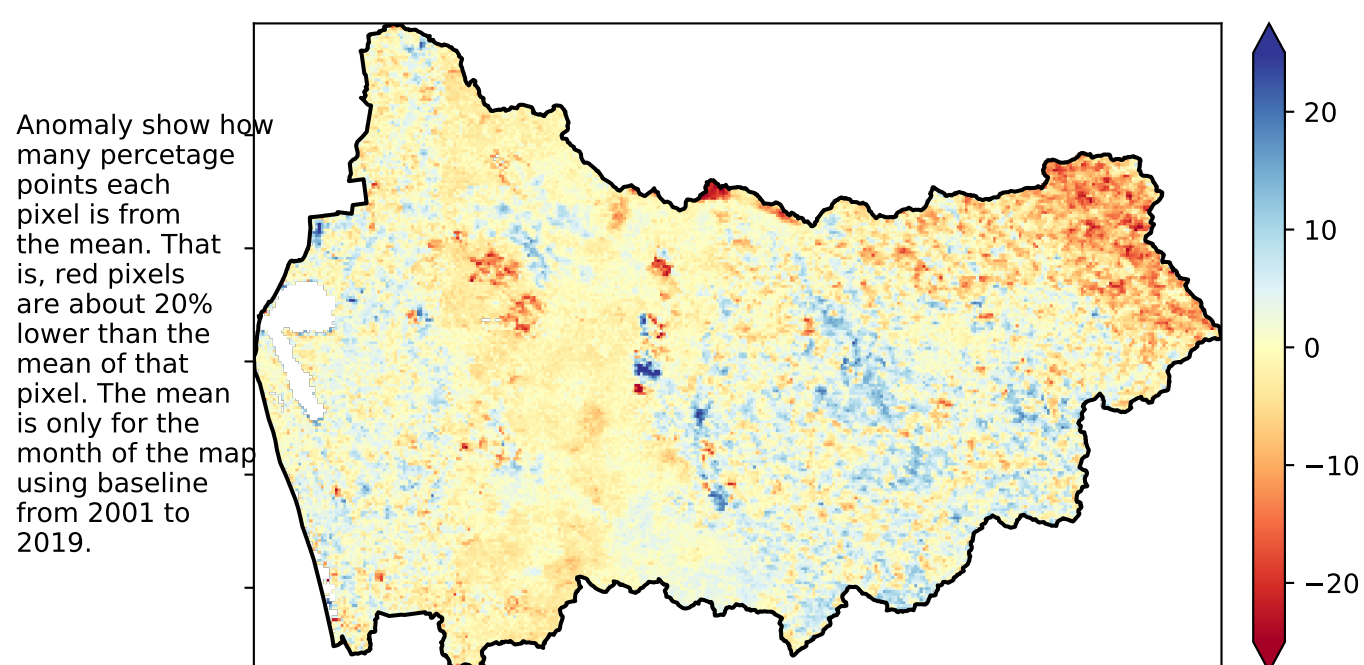 Anomaly show how
many percetage
points each
pixel is from
the mean. That
is, red pixels
are about 20%
lower than the
mean of that
pixel. The mean
is only for the
month of the map
using baseline
from 2001 to
2019.
20
10
0
−10
−20